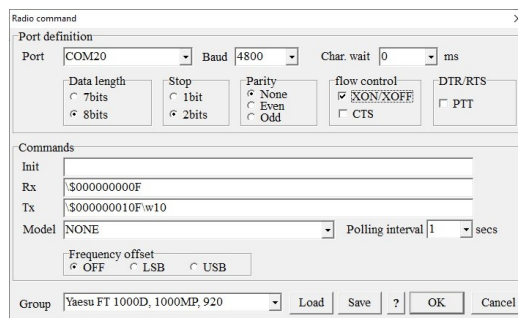 Radio command
Port definition
Port COM20 Baud 4800 Char. wait 0 ms
Data length Stop Parity flow control DTR/RTS
7bits 1bit None XON/XOFF PTT
8bits 2bits Even CTS
Odd
Commands
Init
Rx \$000000000F
Tx \$000000010F\w10
Model NONE Polling interval 1 secs
Frequency offset
OFF LSB USB
Group Yaesu FT 1000D, 1000MP, 920 Load Save ? OK Cancel